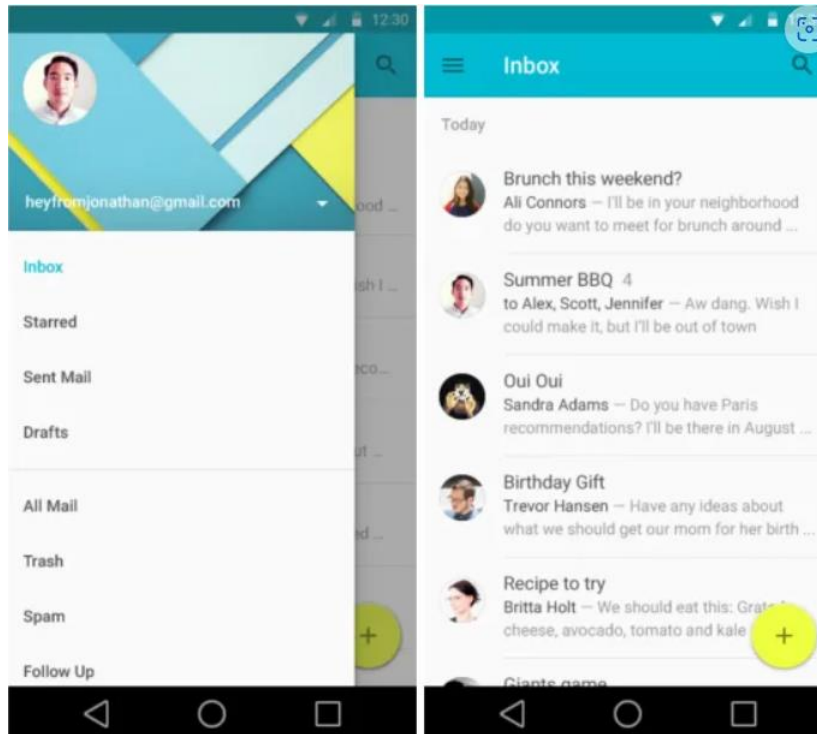 12:30
heyfromjonathan@gmail.com
Inbox
Starred
Sent Mail
Drafts
All Mail
Trash
Spam
Follow Up
Inbox
Today
Brunch this weekend?
Ali Connors — I'll be in your neighborhood
do you want to meet for brunch around ...
Summer BBQ 4
to Alex, Scott, Jennifer — Aw dang. Wish I
could make it, but I'll be out of town
Oui Oui
Sandra Adams — Do you have Paris
recommendations? I'll be there in August ...
Birthday Gift
Trevor Hansen — Have any ideas about
what we should get our mom for her birth ...
Recipe to try
Britta Holt — We should eat this:
cheese, avocado, tomato and kale
Giants game